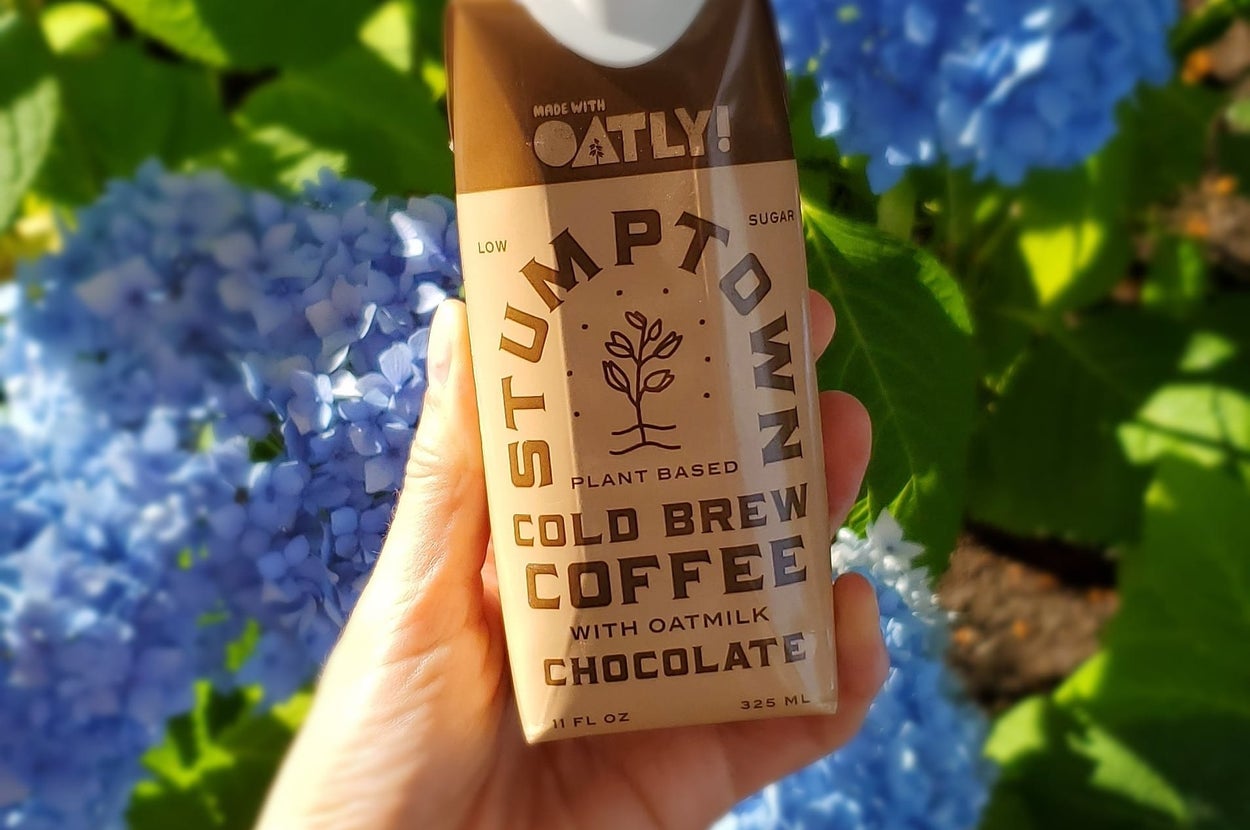 MADE WITH
OATLY!
LOW SUGAR
STUMPTOWN
PLANT BASED
COLD BREW
COFFEE
WITH OATMILK
CHOCOLATE
11 FL OZ 325 ML